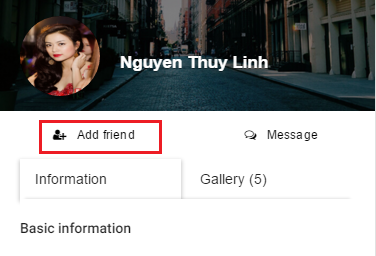 Nguyen Thuy Linh
Add friend
Message
Information
Gallery (5)
Basic information